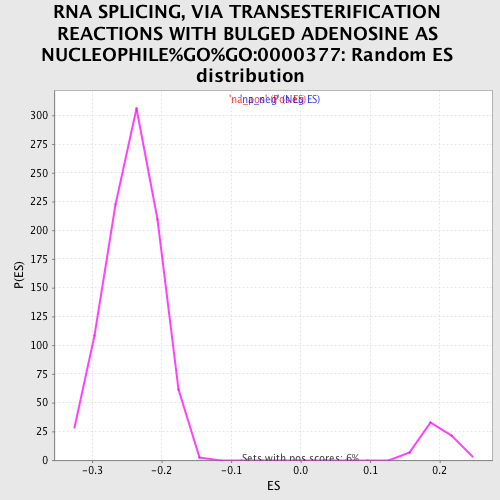 RNA SPLICING, VIA TRANSESTERIFICATION
REACTIONS WITH BULGED ADENOSINE AS
NUCLEOPHILE%GO%GO:0000377: Random ES
distribution
300
275
250
225
200
175
150
125
100
75
50
25
0
P(ES)
Sets with pos scores: 6%
-0.3 -0.2 -0.1 0.0 0.1 0.2
ES